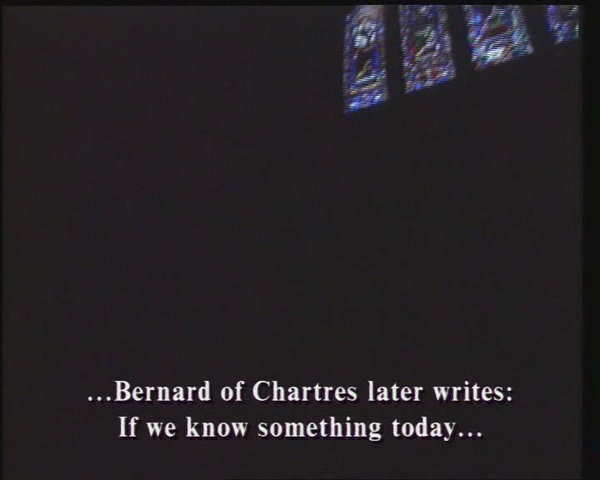 …Bernard of Chartres later writes:
If we know something today…